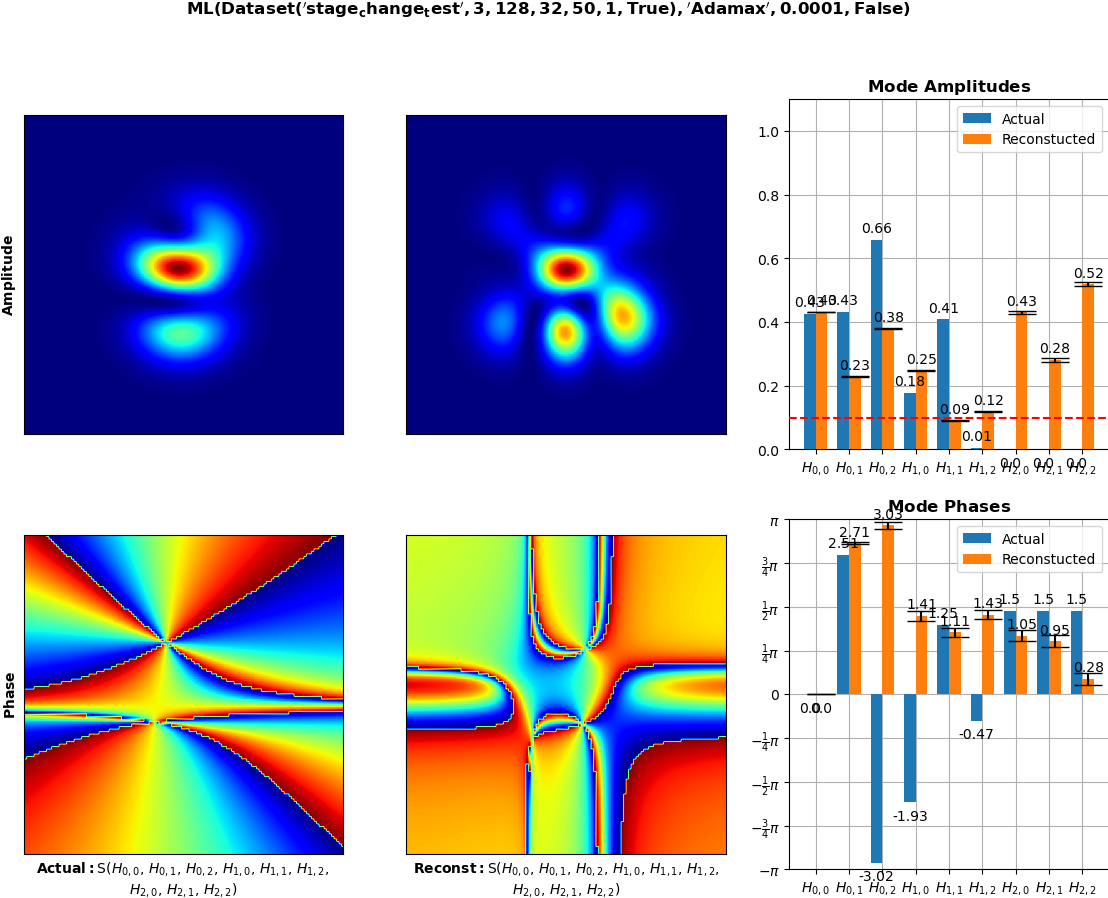 ML(Dataset('stage_change_test', 3, 128, 32, 50, 1, True), 'Adamax', 0.0001, False)
Amplitude
Mode Amplitudes
Actual
Reconstucted
1.0
0.8
0.6
0.4
0.2
0.0
0.43 0.43 0.43 0.23 0.66 0.38 0.18 0.25 0.41 0.09 0.01 0.12 0.0 0.43 0.0 0.28 0.0 0.52
H0,0 H0,1 H0,2 H1,0 H1,1 H1,2 H2,0 H2,1 H2,2
Phase
Mode Phases
Actual
Reconstucted
π
3/4π
1/2π
1/4π
0
−1/4π
−1/2π
−3/4π
−π
0.0 0.0 2.51 2.71 -3.02 3.03 -1.93 1.41 1.25 1.11 -0.47 1.43 1.5 1.05 1.5 0.95 1.5 0.28
H0,0 H0,1 H0,2 H1,0 H1,1 H1,2 H2,0 H2,1 H2,2
Actual: S(H0,0, H0,1, H0,2, H1,0, H1,1, H1,2,
H2,0, H2,1, H2,2)
Reconst: S(H0,0, H0,1, H0,2, H1,0, H1,1, H1,2,
H2,0, H2,1, H2,2)